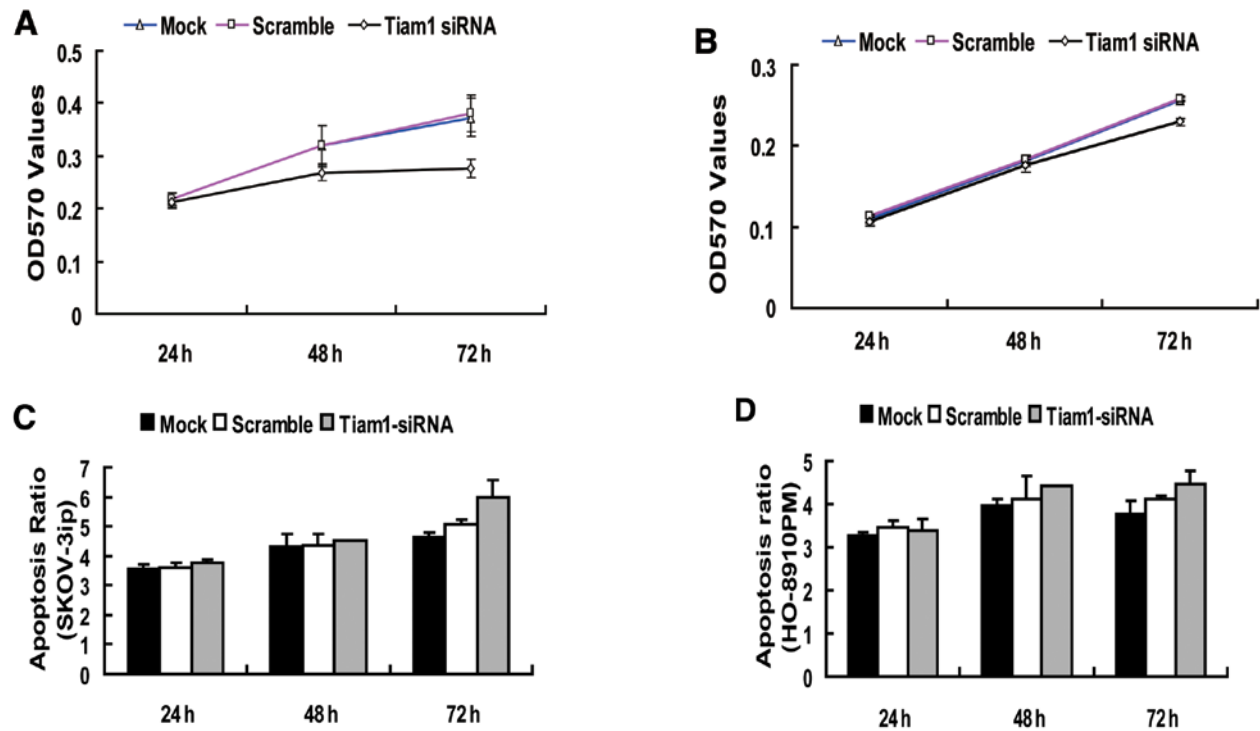 A
Mock Scramble Tiam1 siRNA
OD570 Values
0.5
0.4
0.3
0.2
0.1
0
24 h 48 h 72 h
B
Mock Scramble Tiam1 siRNA
OD570 Values
0.3
0.2
0.1
0
24 h 48 h 72 h
C
Mock Scramble Tiam1-siRNA
Apoptosis Ratio
(SKOV-3ip)
7
6
5
4
3
2
1
0
24 h 48 h 72 h
D
Mock Scramble Tiam1-siRNA
Apoptosis ratio
(HO-8910PM)
5
4
3
2
1
0
24 h 48 h 72 h